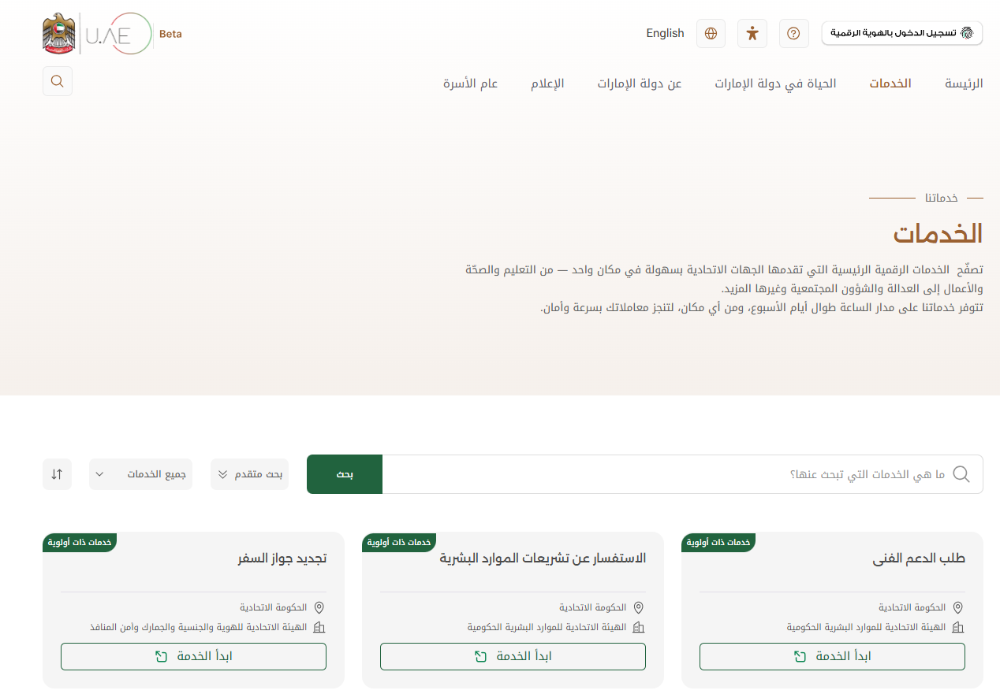 تسجيل الدخول بالهوية الرقمية
English
Beta
U.AE
الرئيسة
الخدمات
الحياة في دولة الإمارات
عن دولة الإمارات
الإعلام
عام الأسرة
خدماتنا
الخدمات
تصفّح الخدمات الرقمية الرئيسية التي تقدمها الجهات الاتحادية بسهولة في مكان واحد — من التعليم والصحّة
والأعمال إلى العدالة والشؤون المجتمعية وغيرها المزيد.
تتوفر خدماتنا على مدار الساعة طوال أيام الأسبوع، ومن أي مكان، لتنجز معاملاتك بسرعة وأمان.
ما هي الخدمات التي تبحث عنها؟
بحث
بحث متقدم
جميع الخدمات
خدمات ذات أولوية
طلب الدعم الفنى
الحكومة الاتحادية
الهيئة الاتحادية للموارد البشرية الحكومية
ابدأ الخدمة
خدمات ذات أولوية
الاستفسار عن تشريعات الموارد البشرية
الحكومة الاتحادية
الهيئة الاتحادية للموارد البشرية الحكومية
ابدأ الخدمة
خدمات ذات أولوية
تجديد جواز السفر
الحكومة الاتحادية
الهيئة الاتحادية للهوية والجنسية والجمارك وأمن المنافذ
ابدأ الخدمة